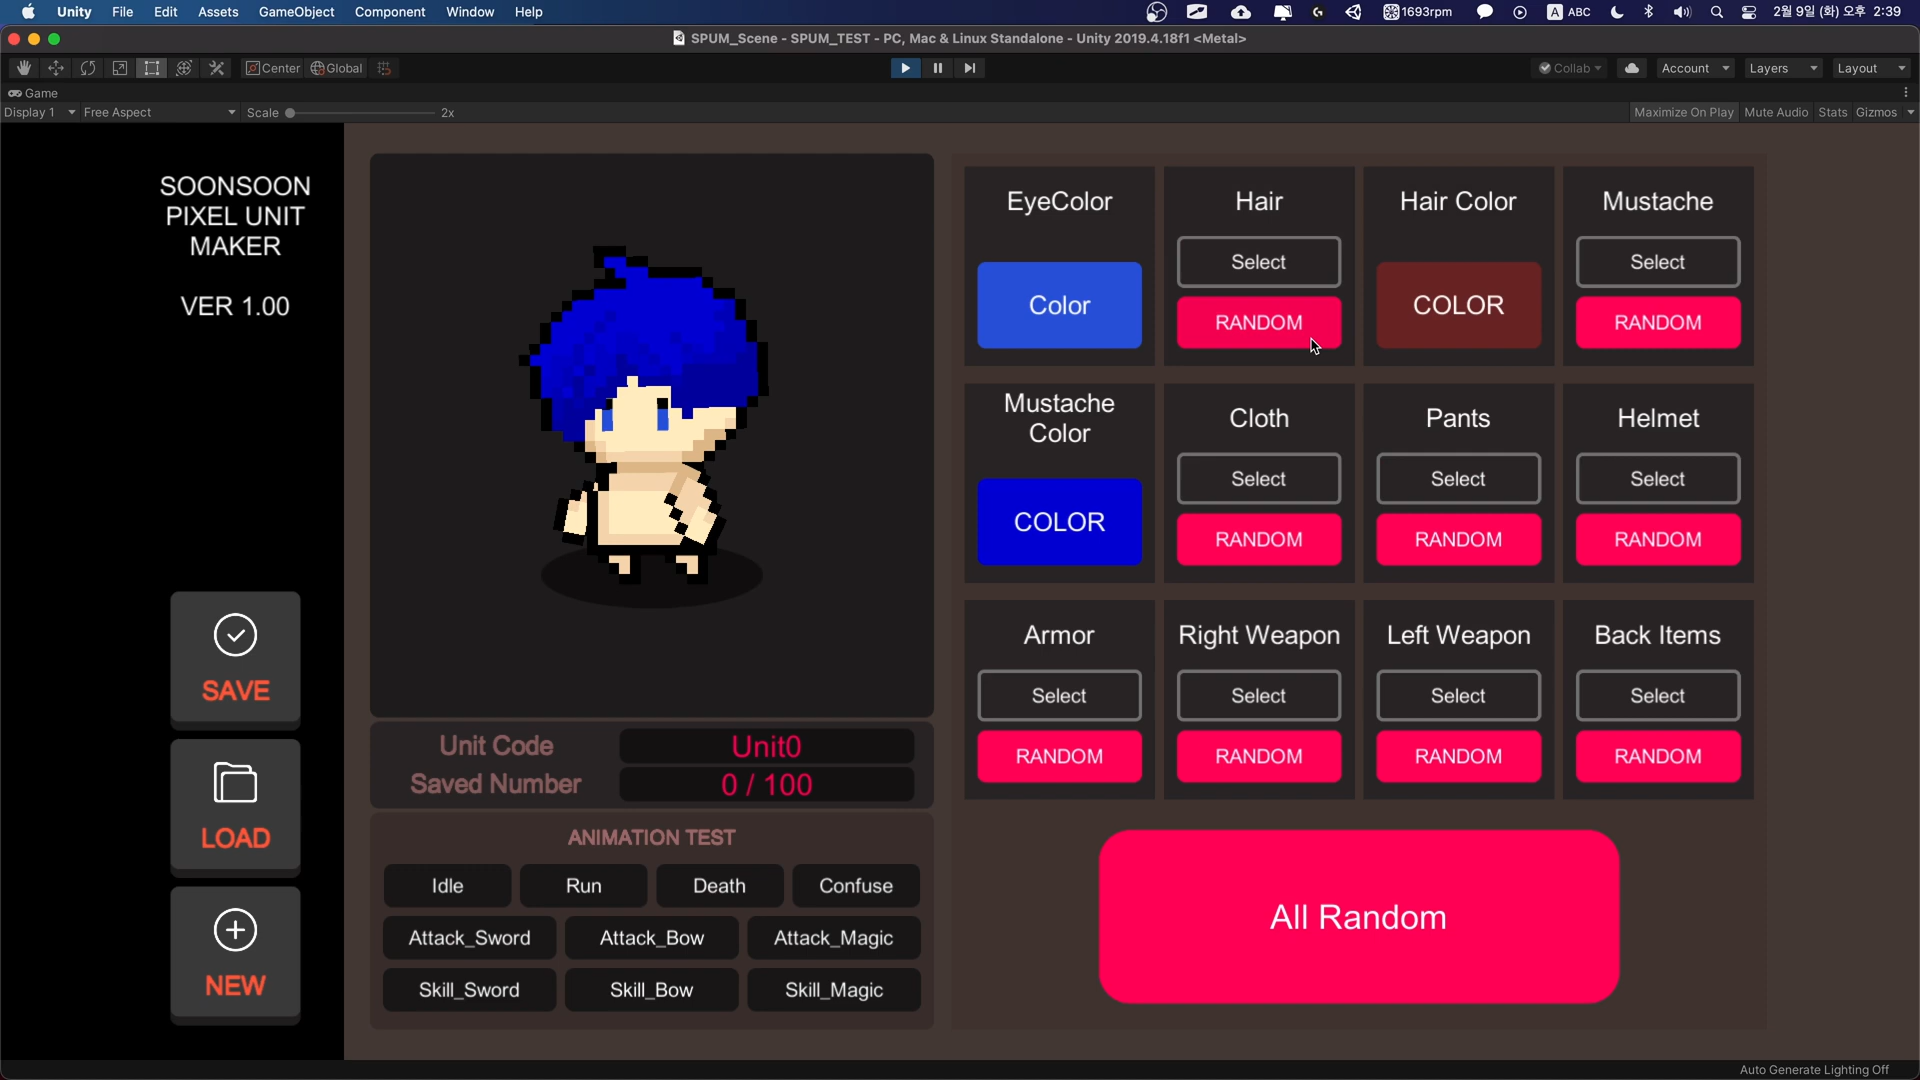 Unity File Edit Assets GameObject Component Window Help 1693rpm A ABC 2월 9일 (화) 오후 2:39
SPUM_Scene - SPUM_TEST - PC, Mac & Linux Standalone - Unity 2019.4.18f1 <Metal>
Center Global Collab Account Layers Layout
Game
Display 1 Free Aspect Scale 2x Maximize On Play Mute Audio Stats Gizmos
SOONSOON
PIXEL UNIT
MAKER
VER 1.00
SAVE
LOAD
NEW
Unit Code Unit0
Saved Number 0 / 100
ANIMATION TEST
Idle Run Death Confuse
Attack_Sword Attack_Bow Attack_Magic
Skill_Sword Skill_Bow Skill_Magic
EyeColor Hair Hair Color Mustache
Select Select
Color COLOR
RANDOM RANDOM
Mustache
Color
Cloth Pants Helmet
Select Select Select
COLOR
RANDOM RANDOM RANDOM
Armor Right Weapon Left Weapon Back Items
Select Select Select Select
RANDOM RANDOM RANDOM RANDOM
All Random
Auto Generate Lighting Off